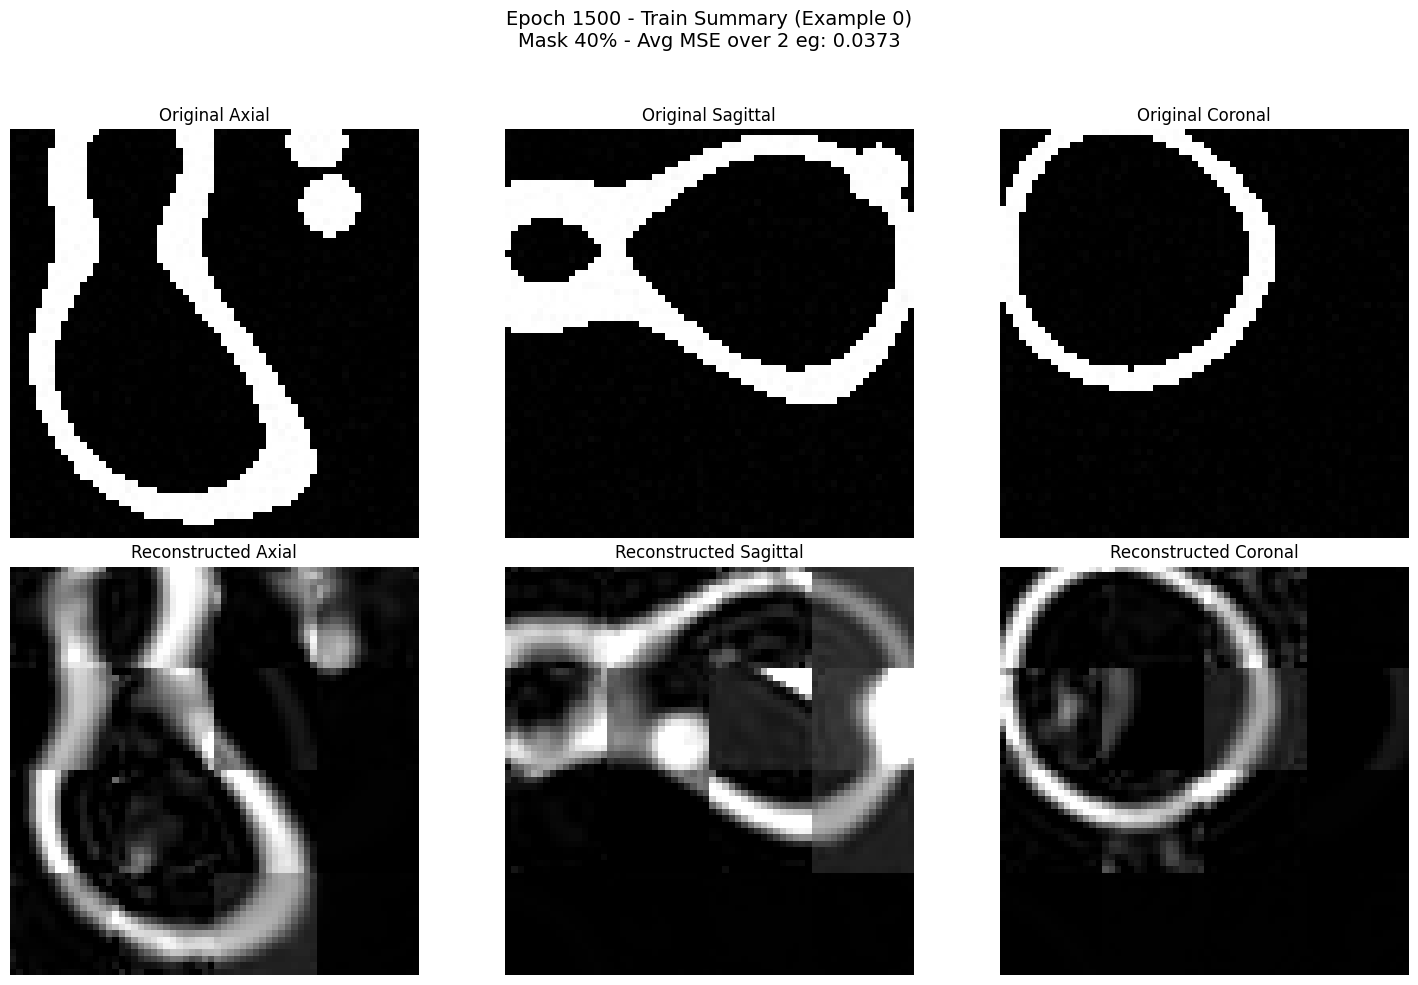 Epoch 1500 - Train Summary (Example 0)
Mask 40% - Avg MSE over 2 eg: 0.0373
Original Axial
Original Sagittal
Original Coronal
Reconstructed Axial
Reconstructed Sagittal
Reconstructed Coronal